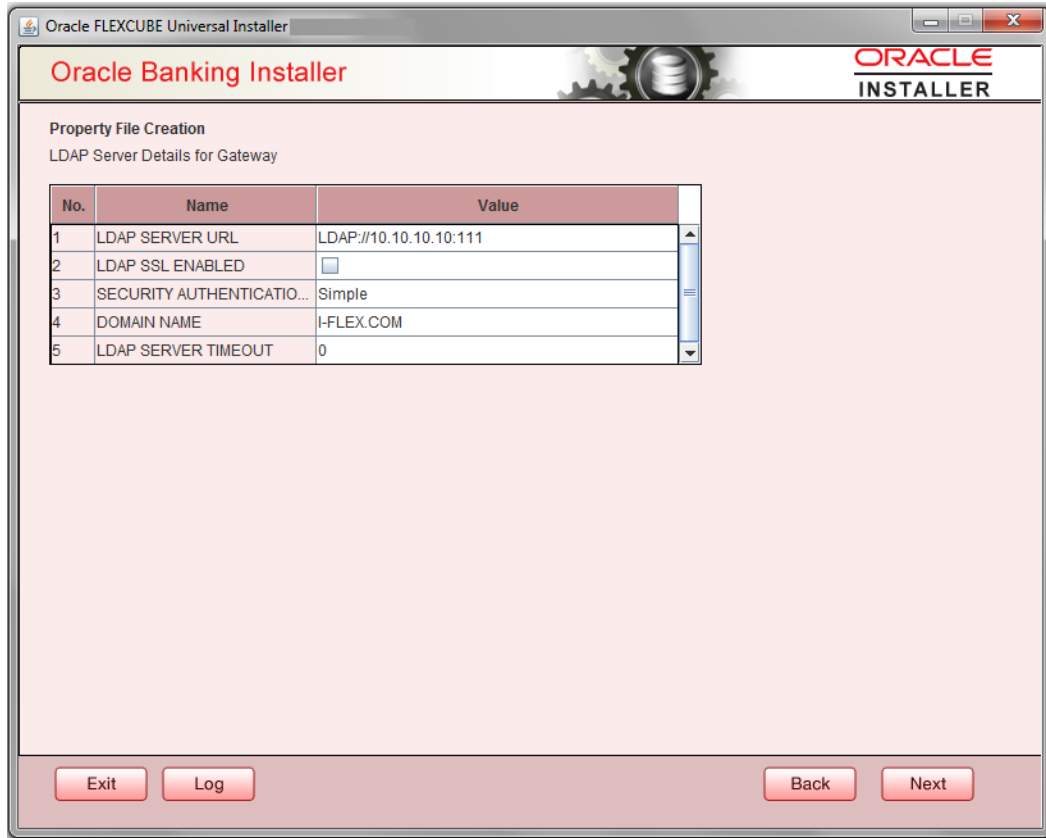 Oracle FLEXCUBE Universal Installer
Oracle Banking Installer
ORACLE
INSTALLER
Property File Creation
LDAP Server Details for Gateway
No. Name Value
1 LDAP SERVER URL LDAP://10.10.10.10:111
2 LDAP SSL ENABLED
3 SECURITY AUTHENTICATIO... Simple
4 DOMAIN NAME I-FLEX.COM
5 LDAP SERVER TIMEOUT 0
Exit Log Back Next